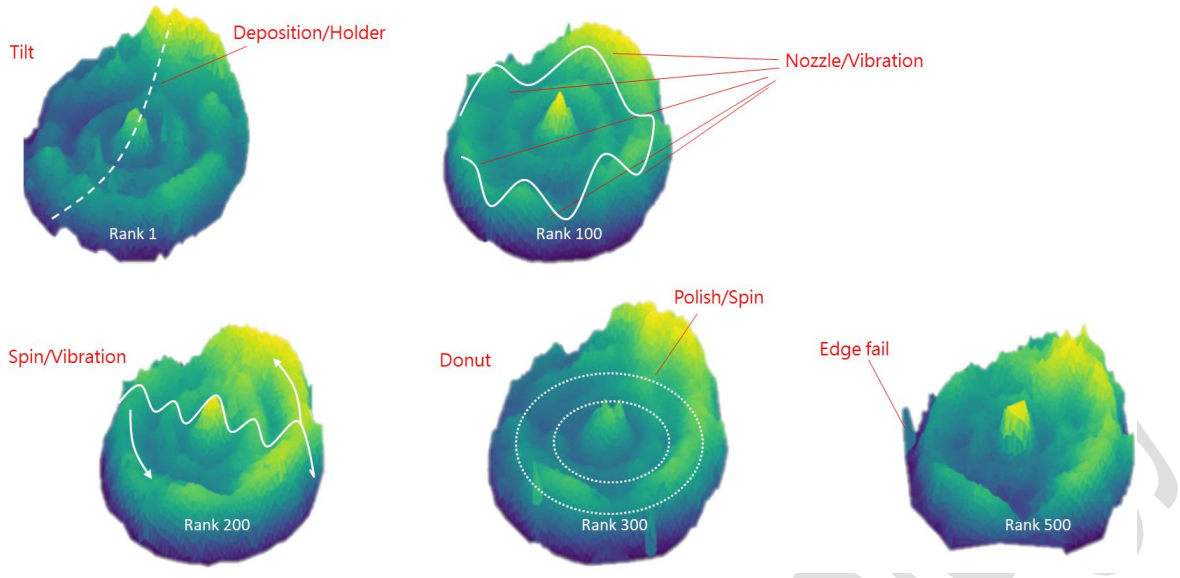 Tilt
Deposition/Holder
Rank 1
Nozzle/Vibration
Rank 100
Spin/Vibration
Rank 200
Donut
Polish/Spin
Rank 300
Edge fail
Rank 500